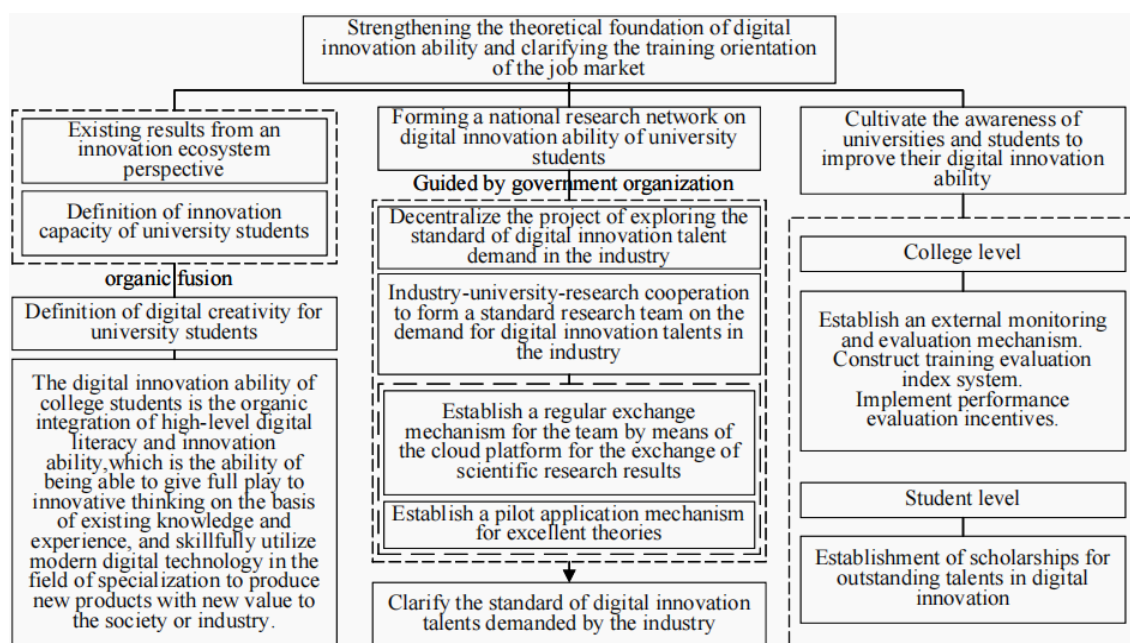 Strengthening the theoretical foundation of digital
innovation ability and clarifying the training orientation
of the job market
Existing results from an
innovation ecosystem
perspective
Definition of innovation
capacity of university students
organic fusion
Definition of digital creativity for
university students
The digital innovation ability of
college students is the organic
integration of high-level digital
literacy and innovation
ability,which is the ability of
being able to give full play to
innovative thinking on the basis
of existing knowledge and
experience, and skillfully utilize
modern digital technology in the
field of specialization to produce
new products with new value to
the society or industry.
Forming a national research network on
digital innovation ability of university
students
Guided by government organization
Decentralize the project of exploring the
standard of digital innovation talent
demand in the industry
Industry-university-research cooperation
to form a standard research team on the
demand for digital innovation talents in
the industry
Establish a regular exchange
mechanism for the team by means of
the cloud platform for the exchange of
scientific research results
Establish a pilot application mechanism
for excellent theories
Clarify the standard of digital innovation
talents demanded by the industry
Cultivate the awareness of
universities and students to
improve their digital innovation
ability
College level
Establish an external monitoring
and evaluation mechanism.
Construct training evaluation
index system.
Implement performance
evaluation incentives.
Student level
Establishment of scholarships for
outstanding talents in digital
innovation